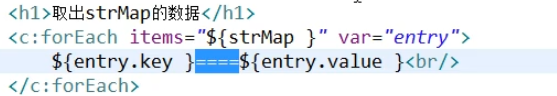 <h1>取出strMap的数据</h1>
<c:forEach items="${strMap }" var="entry">
${entry.key }====${entry.value }<br/>
</c:forEach>